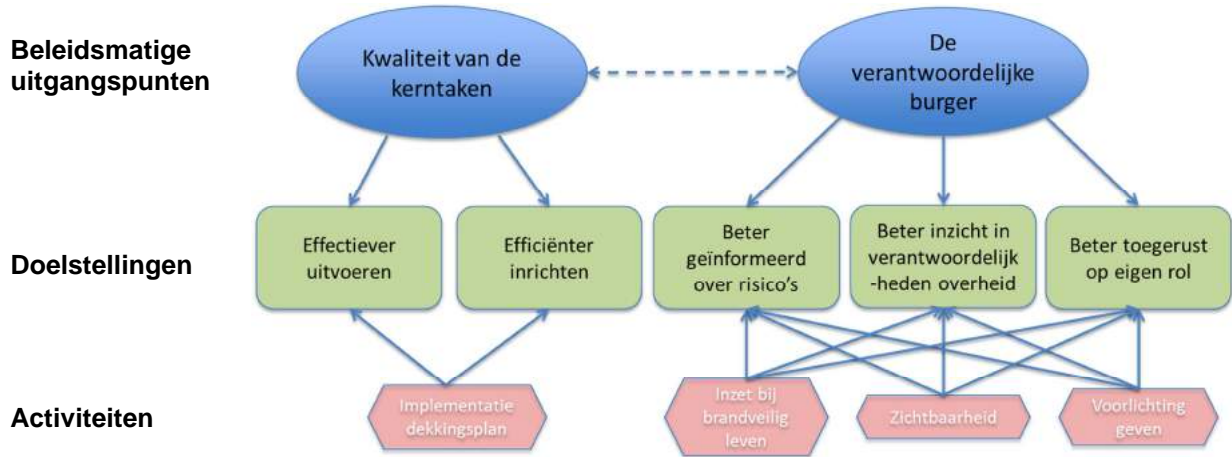 Beleidsmatige
uitgangspunten
Kwaliteit van de
kerntaken
De
verantwoordelijke
burger
Doelstellingen
Effectiever
uitvoeren
Efficiënter
inrichten
Beter
geïnformeerd
over risico's
Beter inzicht in
verantwoordelijk
-heden overheid
Beter toegerust
op eigen rol
Activiteiten
Implementatie
dekkingsplan
Inzet bij
brandveilig
leven
Zichtbaarheid
Voorlichting
geven